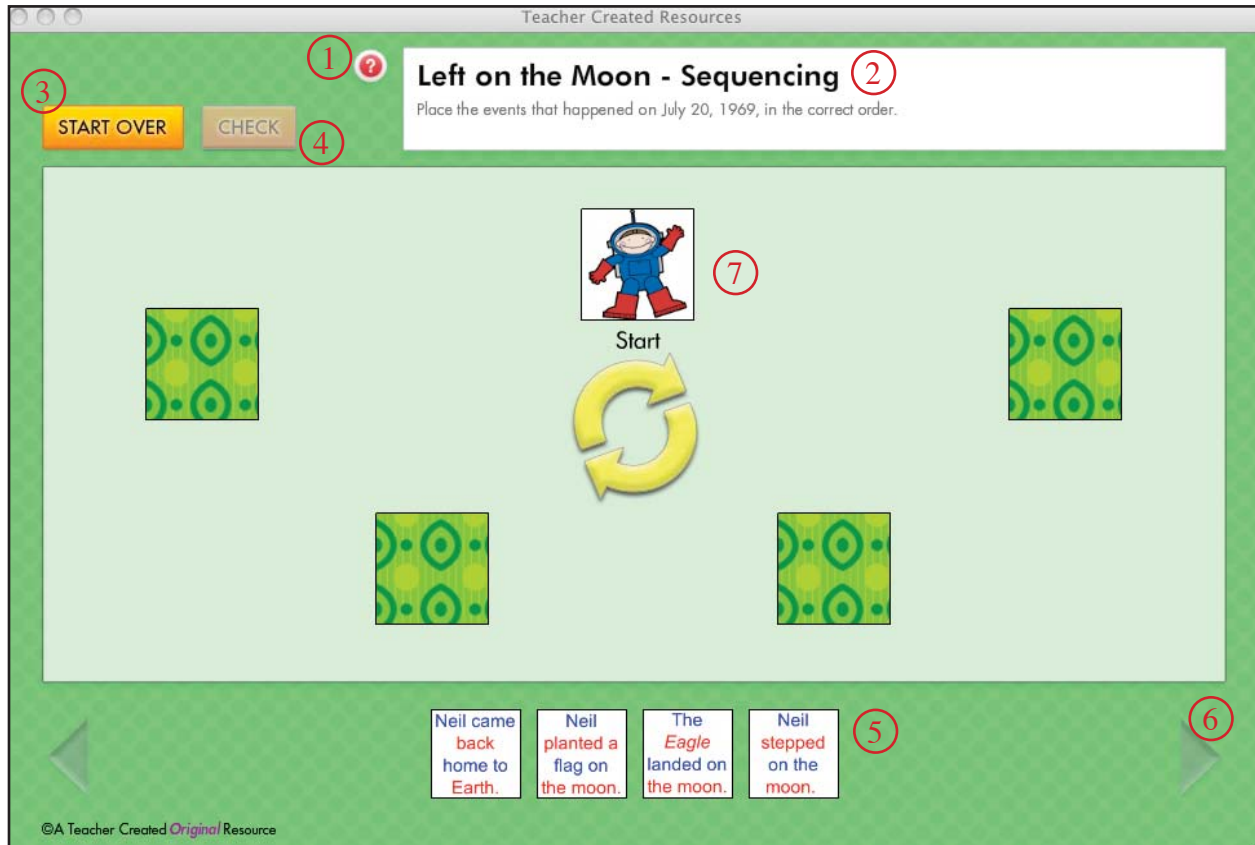 Teacher Created Resources
1
?
Left on the Moon - Sequencing
2
Place the events that happened on July 20, 1969, in the correct order.
3
START OVER
CHECK
4
7
Start
Neil came
back
home to
Earth.
Neil
planted a
flag on
the moon.
The
Eagle
landed on
the moon.
Neil
stepped
on the
moon.
5
6
©A Teacher Created Original Resource